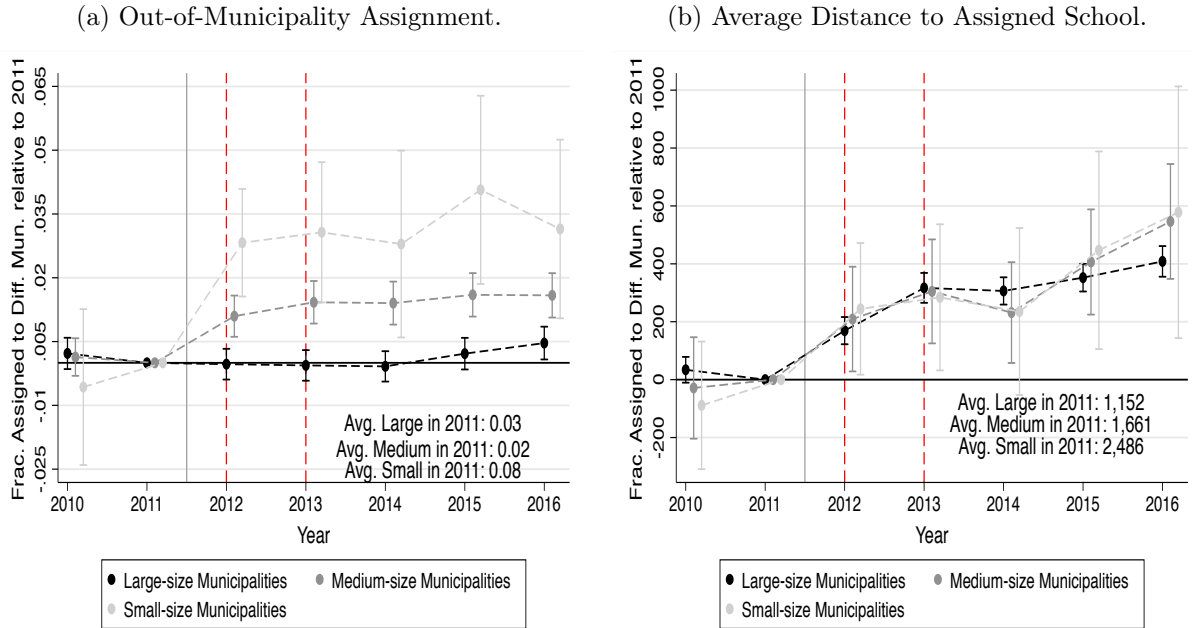 (a) Out-of-Municipality Assignment.
Frac. Assigned to Diff. Mun. relative to 2011
.065
.05
.035
.02
.005
-.01
-.025
Avg. Large in 2011: 0.03
Avg. Medium in 2011: 0.02
Avg. Small in 2011: 0.08
2010 2011 2012 2013 2014 2015 2016
Year
Large-size Municipalities Medium-size Municipalities
Small-size Municipalities
(b) Average Distance to Assigned School.
Frac. Assigned to Diff. Mun. relative to 2011
1000
800
600
400
200
0
-200
Avg. Large in 2011: 1,152
Avg. Medium in 2011: 1,661
Avg. Small in 2011: 2,486
2010 2011 2012 2013 2014 2015 2016
Year
Large-size Municipalities Medium-size Municipalities
Small-size Municipalities